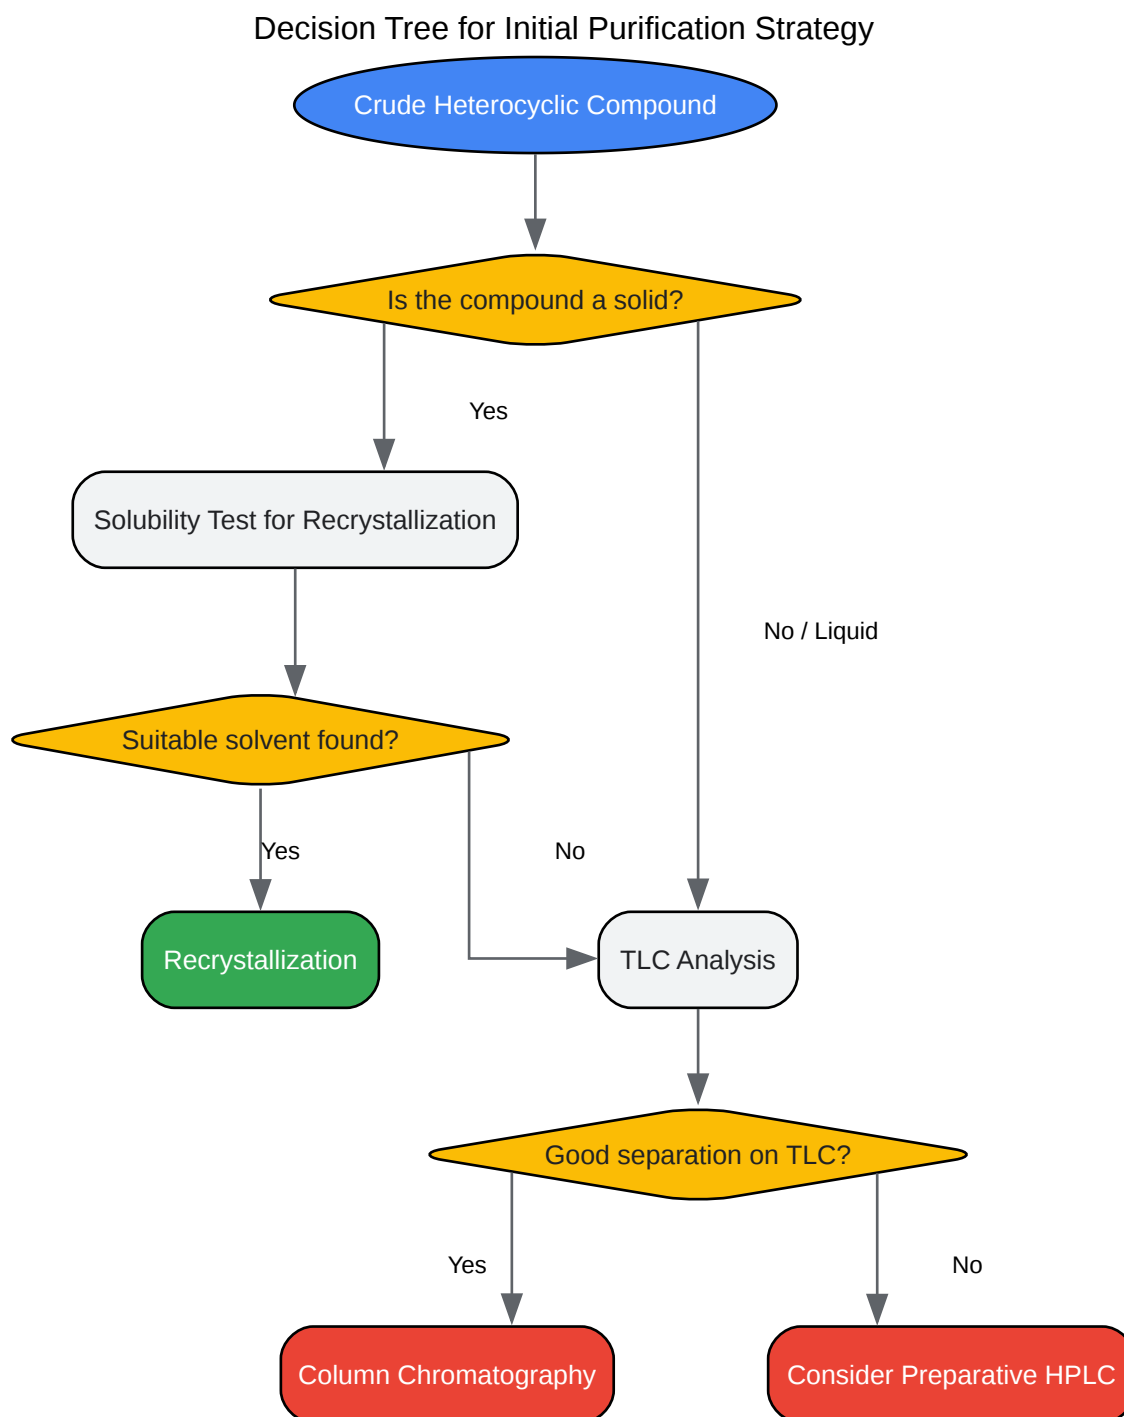 Decision Tree for Initial Purification Strategy
Crude Heterocyclic Compound
Is the compound a solid?
Yes
Solubility Test for Recrystallization
No / Liquid
Suitable solvent found?
Yes
No
Recrystallization
TLC Analysis
Good separation on TLC?
Yes
No
Column Chromatography
Consider Preparative HPLC